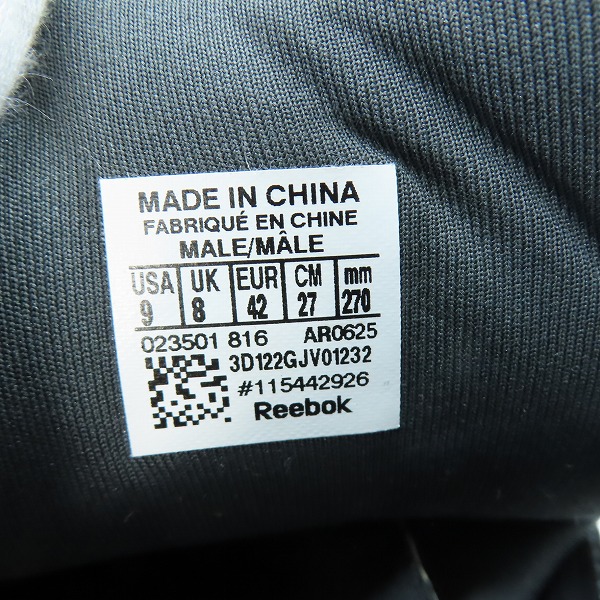 MADE IN CHINA
FABRIQUÉ EN CHINE
MALE/MÂLE
USA UK EUR CM mm
9 8 42 27 270
023501 816 AR0625
3D122GJV01232
#115442926
Reebok